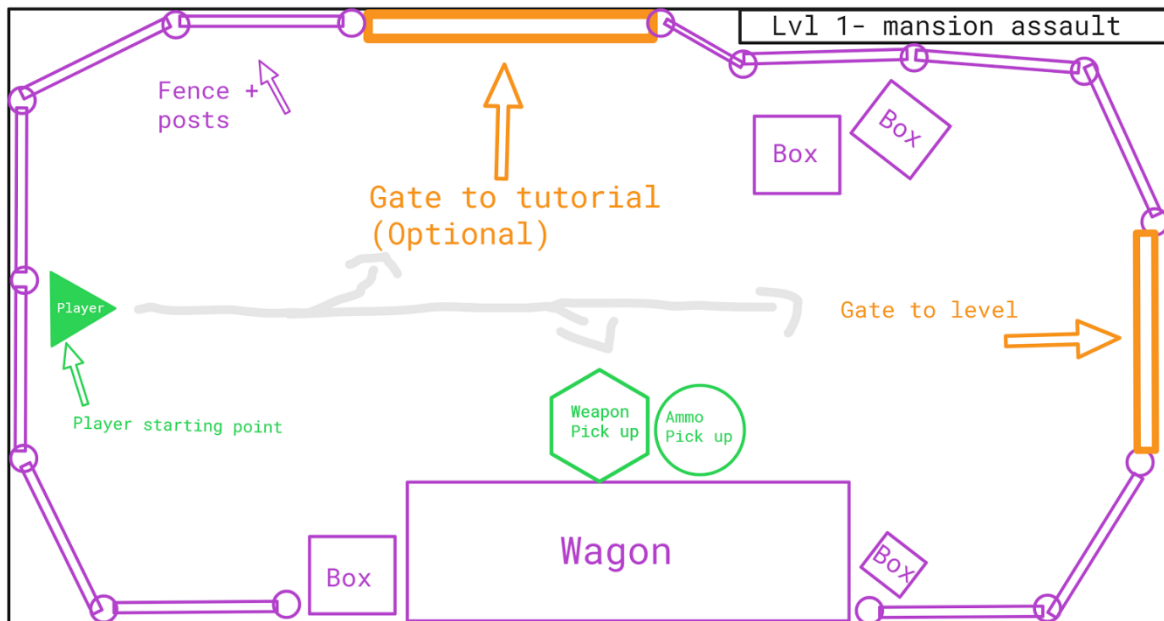 Lvl 1- mansion assault
Fence +
posts
Box
Box
Gate to tutorial
(Optional)
Player
Gate to level
Player starting point
Weapon
Pick up
Ammo
Pick up
Wagon
Box
Box